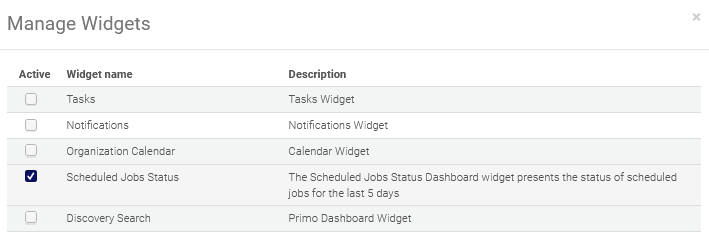 Manage Widgets
×
Active Widget name Description
Tasks Tasks Widget
Notifications Notifications Widget
Organization Calendar Calendar Widget
Scheduled Jobs Status The Scheduled Jobs Status Dashboard widget presents the status of scheduled
jobs for the last 5 days
Discovery Search Primo Dashboard Widget